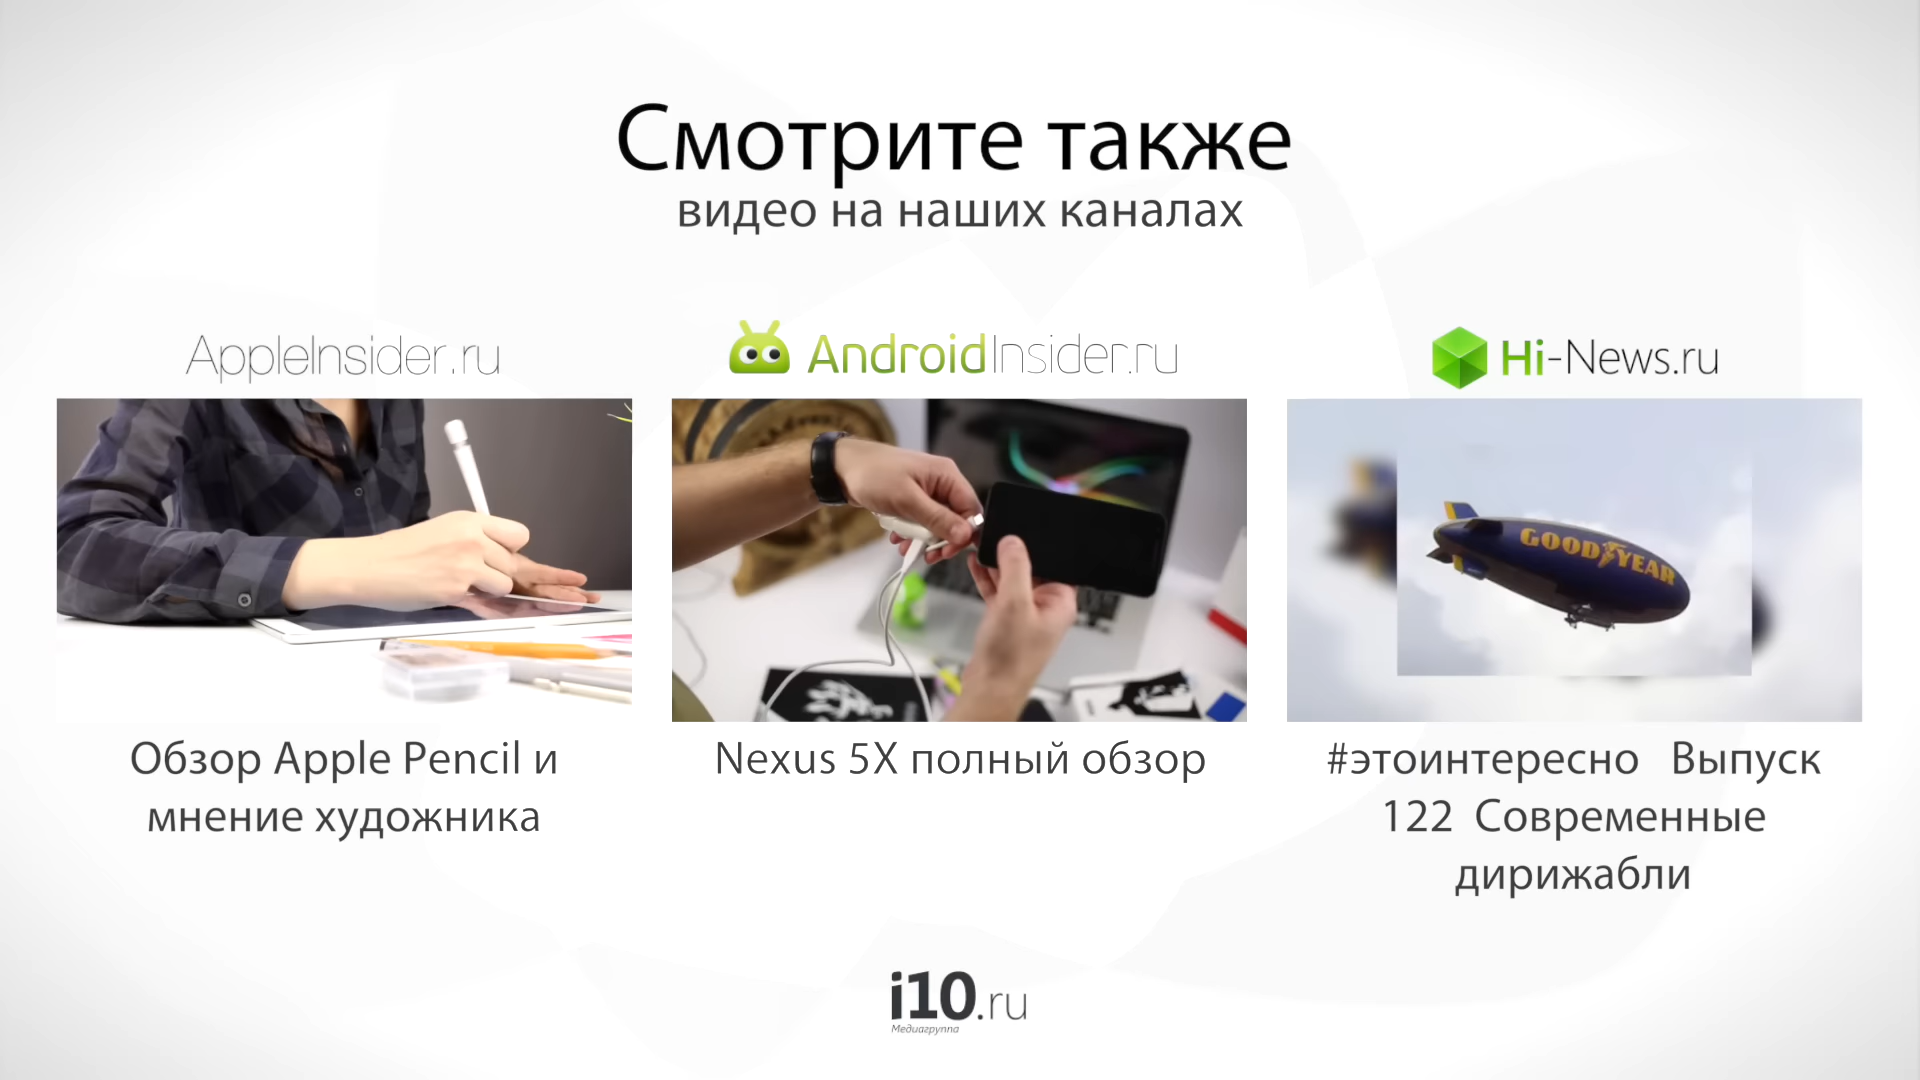 Смотрите также
видео на наших каналах
AppleInsider.ru
AndroidInsider.ru
Hi-News.ru
GOODYEAR
Обзор Apple Pencil и
мнение художника
Nexus 5X полный обзор
#этоинтересно Выпуск
122 Современные
дирижабли
i10.ru
Медиагруппа